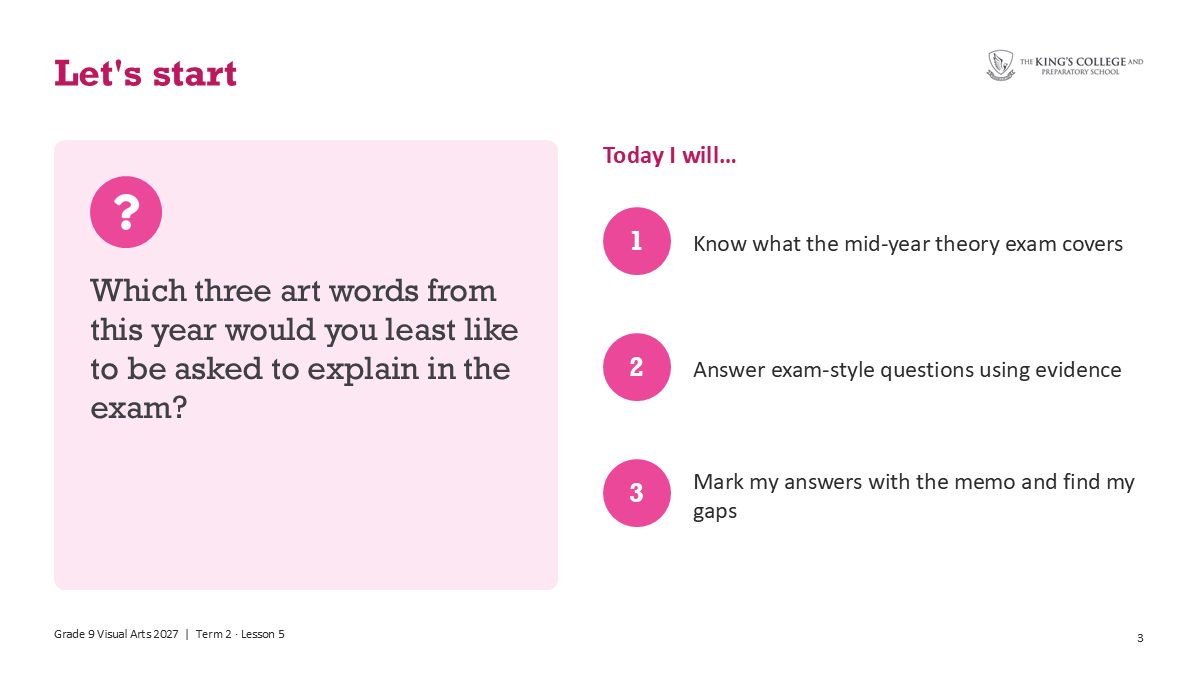 Let's start
THE KING'S COLLEGE AND
PREPARATORY SCHOOL
?
Which three art words from
this year would you least like
to be asked to explain in the
exam?
Today I will...
1
Know what the mid-year theory exam covers
2
Answer exam-style questions using evidence
3
Mark my answers with the memo and find my
gaps
Grade 9 Visual Arts 2027 | Term 2 · Lesson 5
3